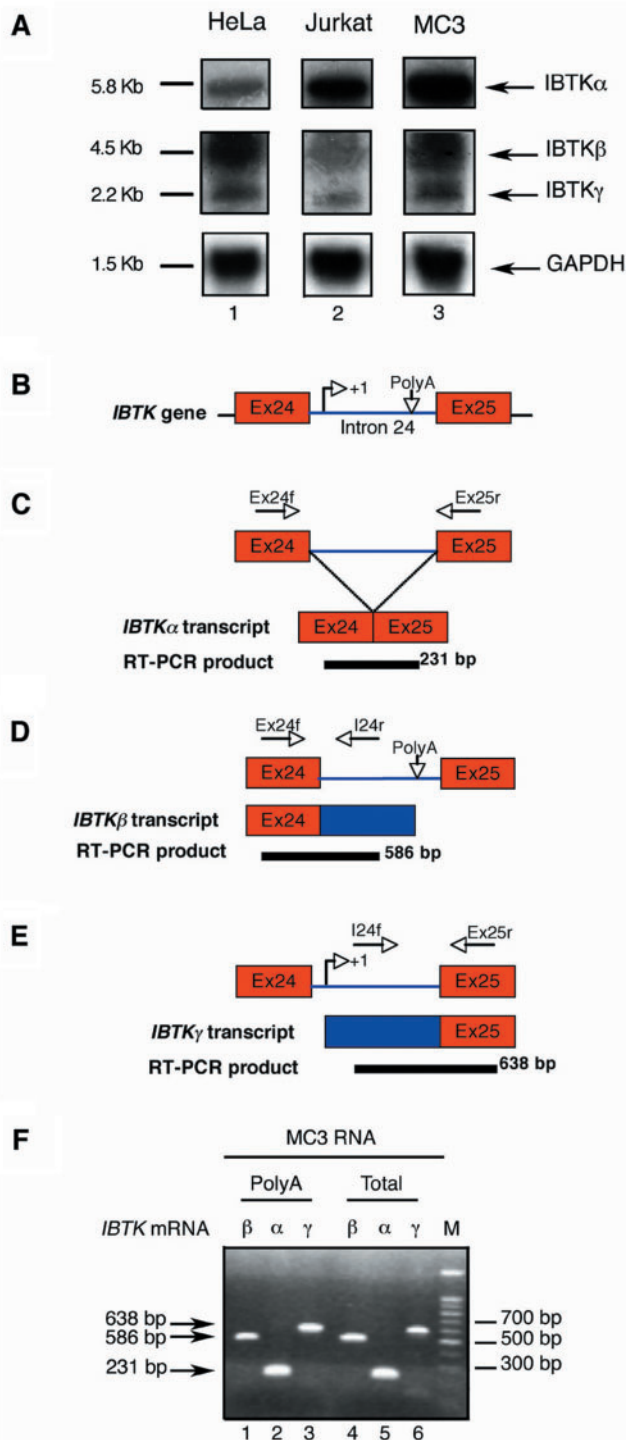 A
HeLa Jurkat MC3
5.8 Kb IBTKα
4.5 Kb IBTKβ
2.2 Kb IBTKγ
1.5 Kb GAPDH
1 2 3
B
IBTK gene Ex24 +1 PolyA Ex25
Intron 24
C
Ex24f Ex25r
Ex24 Ex25
IBTKα transcript Ex24 Ex25
RT-PCR product 231 bp
D
Ex24f I24r PolyA
Ex24 Ex25
IBTKβ transcript Ex24
RT-PCR product 586 bp
E
I24f Ex25r
+1
Ex24 Ex25
IBTKγ transcript Ex25
RT-PCR product 638 bp
F
MC3 RNA
PolyA Total
IBTK mRNA β α γ β α γ M
638 bp 700 bp
586 bp 500 bp
231 bp 300 bp
1 2 3 4 5 6